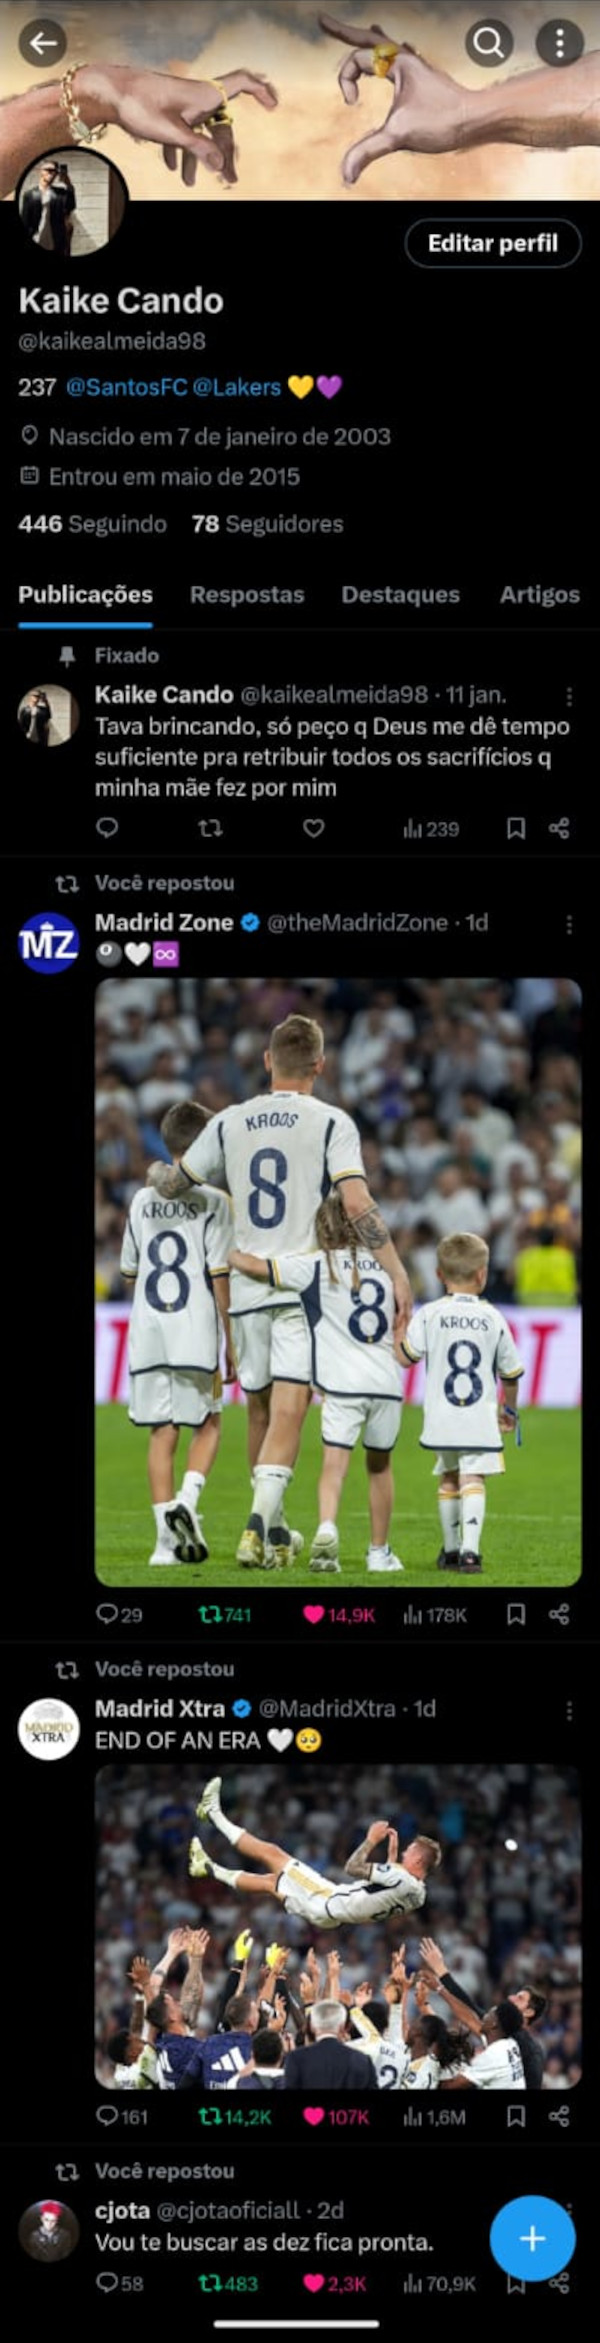 Editar perfil
Kaike Cando
@kaikealmeida98
237 @SantosFC @Lakers 💛💜
Nascido em 7 de janeiro de 2003
Entrou em maio de 2015
446 Seguindo 78 Seguidores
Publicações Respostas Destaques Artigos
Fixado
Kaike Cando @kaikealmeida98 · 11 jan.
Tava brincando, só peço q Deus me dê tempo
suficiente pra retribuir todos os sacrifícios q
minha mãe fez por mim
239
Você repostou
MZ
Madrid Zone @theMadridZone · 1d
🎱🤍♾️
KROOS
8
KROOS
8
KROO
8
KROOS
8
29 741 14,9K 178K
Você repostou
MADRID
XTRA
Madrid Xtra @MadridXtra · 1d
END OF AN ERA 🤍🥺
2
161 14,2K 107K 1,6M
Você repostou
cjota @cjotaoficiall · 2d
Vou te buscar as dez fica pronta.
58 483 2,3K 70,9K